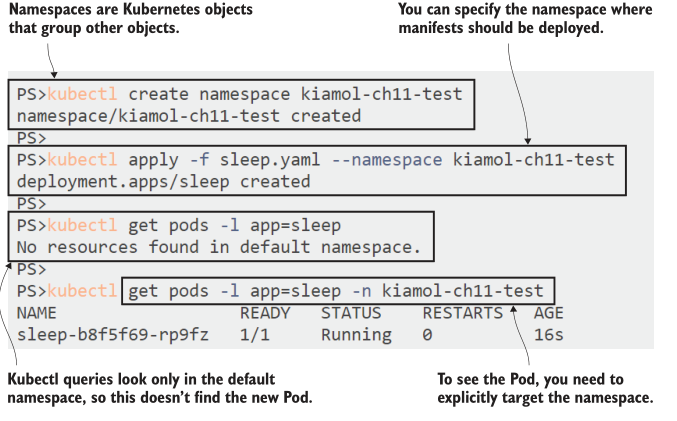 Namespaces are Kubernetes objects
that group other objects.
You can specify the namespace where
manifests should be deployed.
PS>kubectl create namespace kiamol-ch11-test
namespace/kiamol-ch11-test created
PS>
PS>kubectl apply -f sleep.yaml --namespace kiamol-ch11-test
deployment.apps/sleep created
PS>
PS>kubectl get pods -l app=sleep
No resources found in default namespace.
PS>
PS>kubectl get pods -l app=sleep -n kiamol-ch11-test
NAME READY STATUS RESTARTS AGE
sleep-b8f5f69-rp9fz 1/1 Running 0 16s
Kubectl queries look only in the default
namespace, so this doesn’t find the new Pod.
To see the Pod, you need to
explicitly target the namespace.